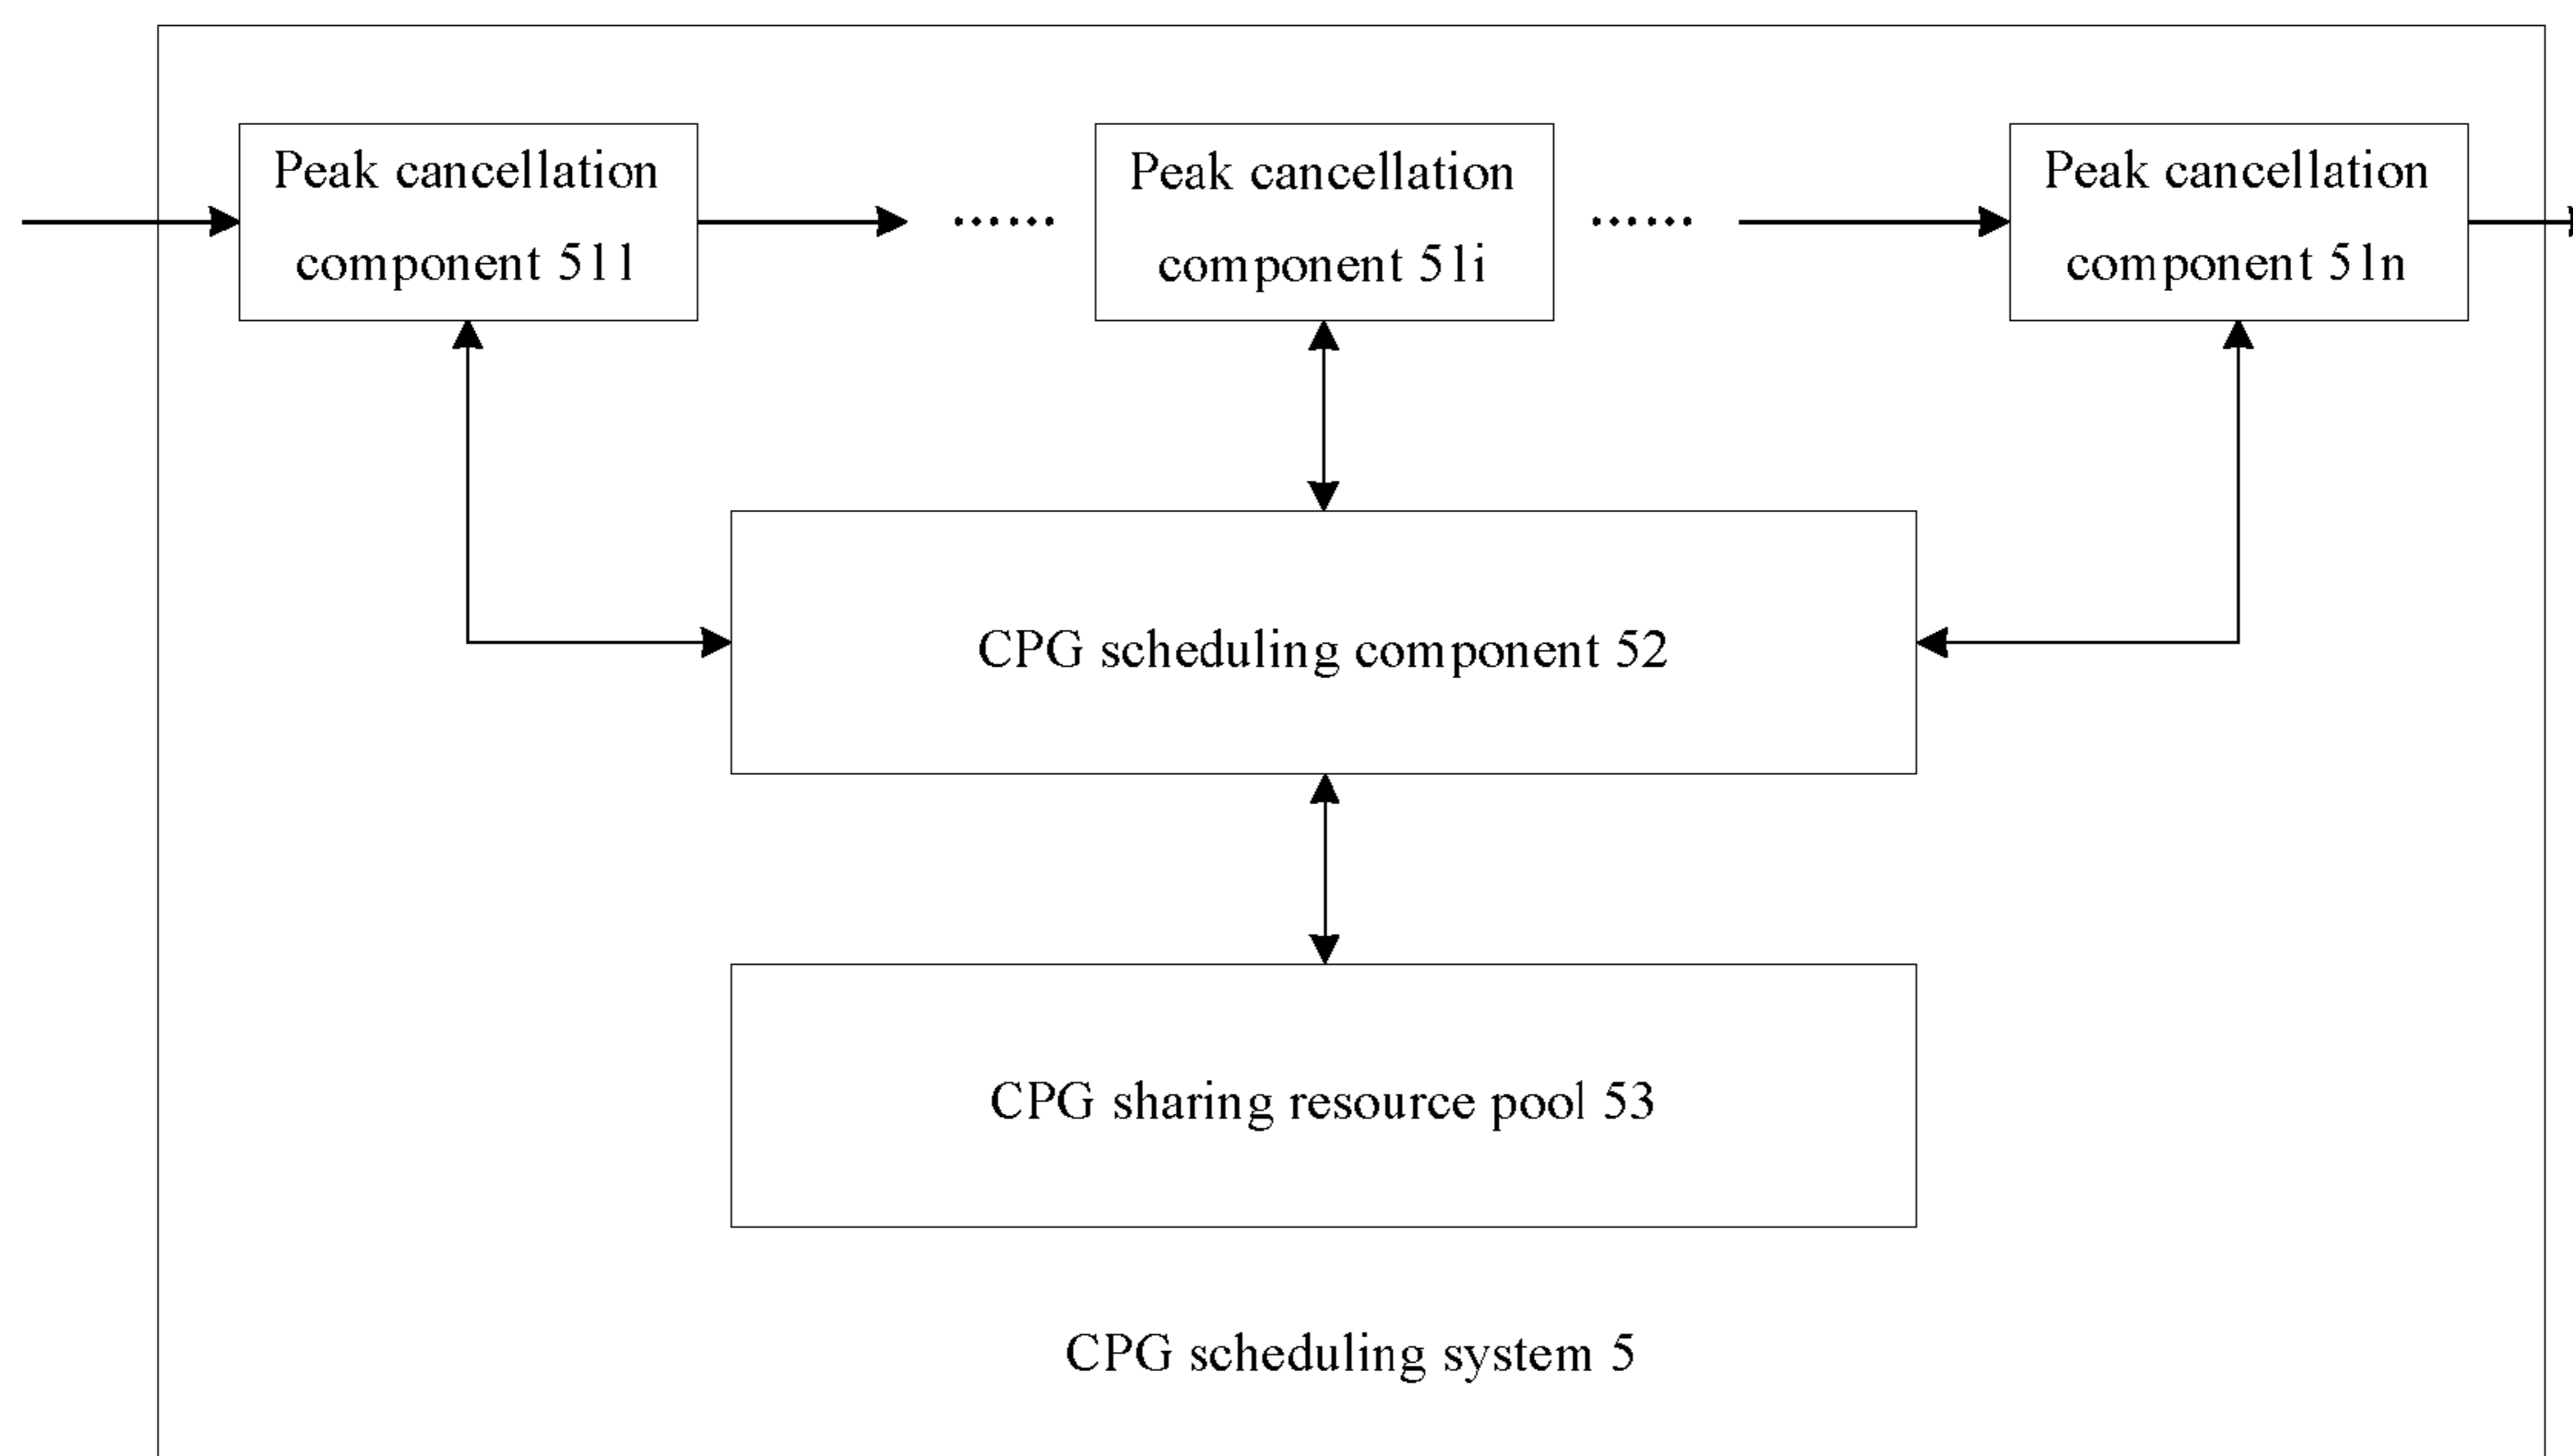 Peak cancellation
component 511
......
Peak cancellation
component 51i
......
Peak cancellation
component 51n
CPG scheduling component 52
CPG sharing resource pool 53
CPG scheduling system 5